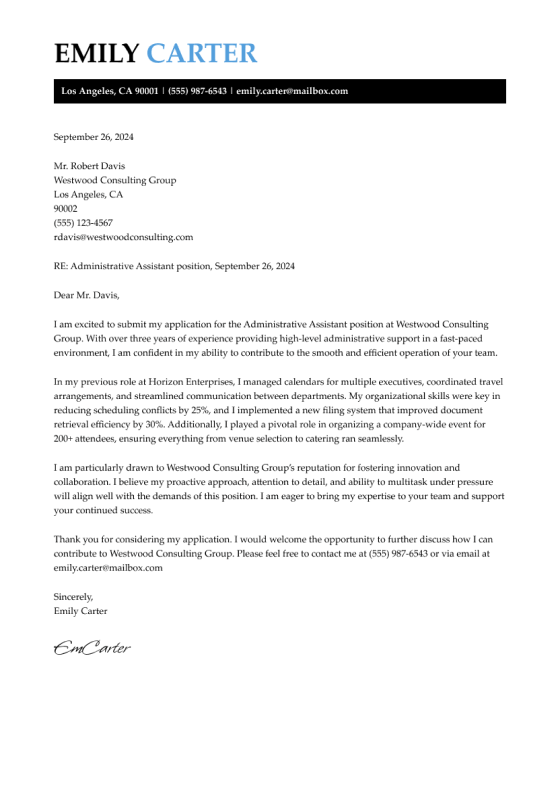 EMILY CARTER
Los Angeles, CA 90001 | (555) 987-6543 | emily.carter@mailbox.com
September 26, 2024
Mr. Robert Davis
Westwood Consulting Group
Los Angeles, CA
90002
(555) 123-4567
rdavis@westwoodconsulting.com
RE: Administrative Assistant position, September 26, 2024
Dear Mr. Davis,
I am excited to submit my application for the Administrative Assistant position at Westwood Consulting
Group. With over three years of experience providing high-level administrative support in a fast-paced
environment, I am confident in my ability to contribute to the smooth and efficient operation of your team.
In my previous role at Horizon Enterprises, I managed calendars for multiple executives, coordinated travel
arrangements, and streamlined communication between departments. My organizational skills were key in
reducing scheduling conflicts by 25%, and I implemented a new filing system that improved document
retrieval efficiency by 30%. Additionally, I played a pivotal role in organizing a company-wide event for
200+ attendees, ensuring everything from venue selection to catering ran seamlessly.
I am particularly drawn to Westwood Consulting Group's reputation for fostering innovation and
collaboration. I believe my proactive approach, attention to detail, and ability to multitask under pressure
will align well with the demands of this position. I am eager to bring my expertise to your team and support
your continued success.
Thank you for considering my application. I would welcome the opportunity to further discuss how I can
contribute to Westwood Consulting Group. Please feel free to contact me at (555) 987-6543 or via email at
emily.carter@mailbox.com
Sincerely,
Emily Carter
EmCarter